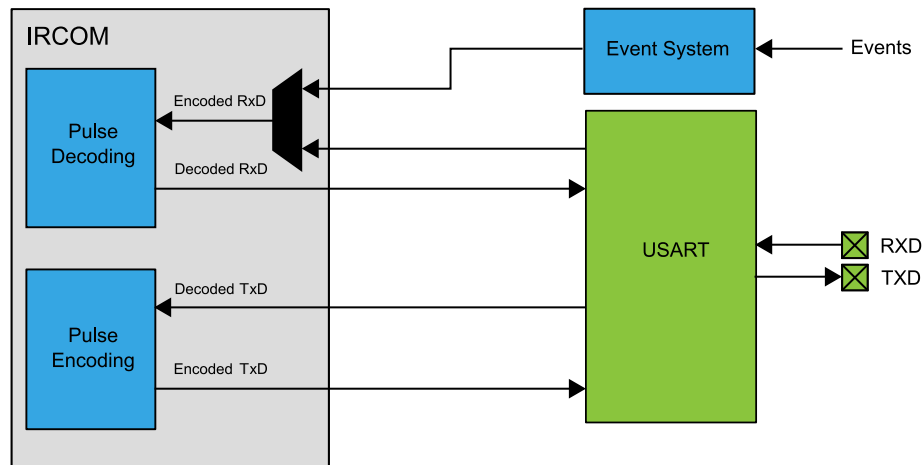 IRCOM
Event System
Events
Encoded RxD
Pulse
Decoding
Decoded RxD
USART
RXD
TXD
Decoded TxD
Pulse
Encoding
Encoded TxD